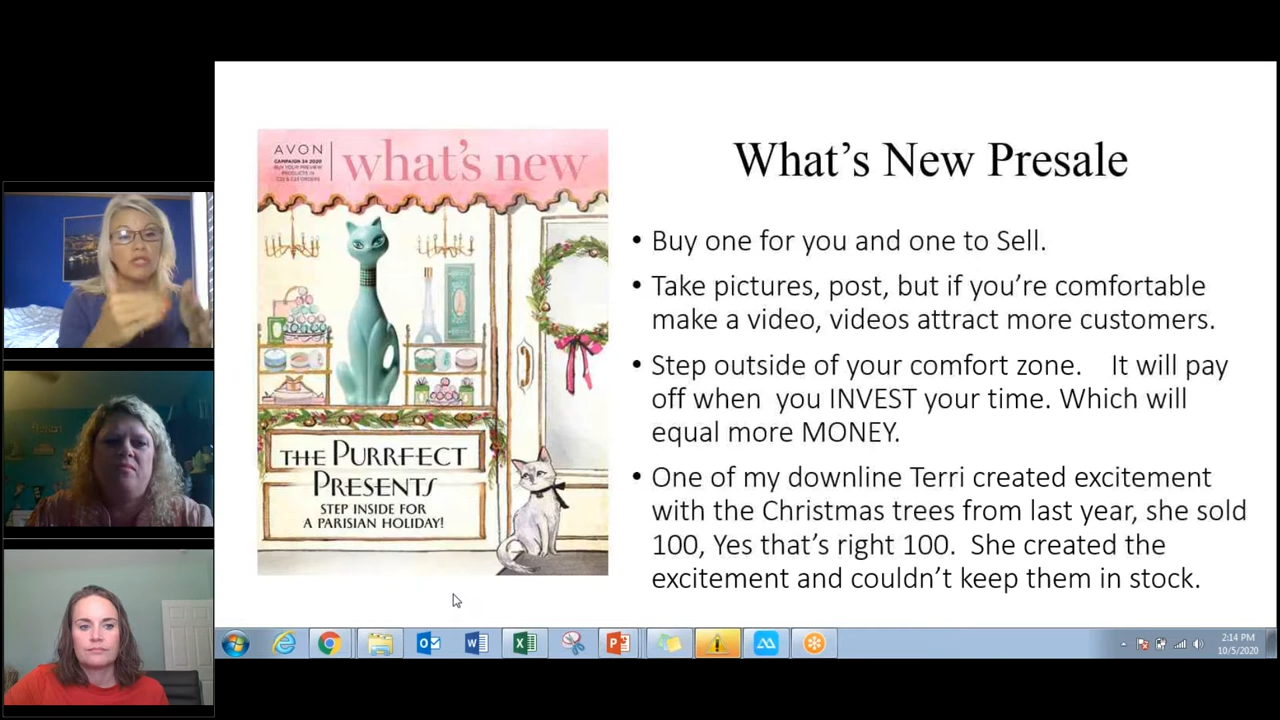 AVON
CAMPAIGN 24 2020
BUY YOUR PREVIEW
PRODUCTS IN
C22 & C23 ORDERS
what's new
THE PURRFECT
PRESENTS
STEP INSIDE FOR
A PARISIAN HOLIDAY!
What's New Presale
• Buy one for you and one to Sell.
• Take pictures, post, but if you're comfortable
make a video, videos attract more customers.
• Step outside of your comfort zone. It will pay
off when you INVEST your time. Which will
equal more MONEY.
• One of my downline Terri created excitement
with the Christmas trees from last year, she sold
100, Yes that's right 100. She created the
excitement and couldn't keep them in stock.
2:14 PM
10/5/2020